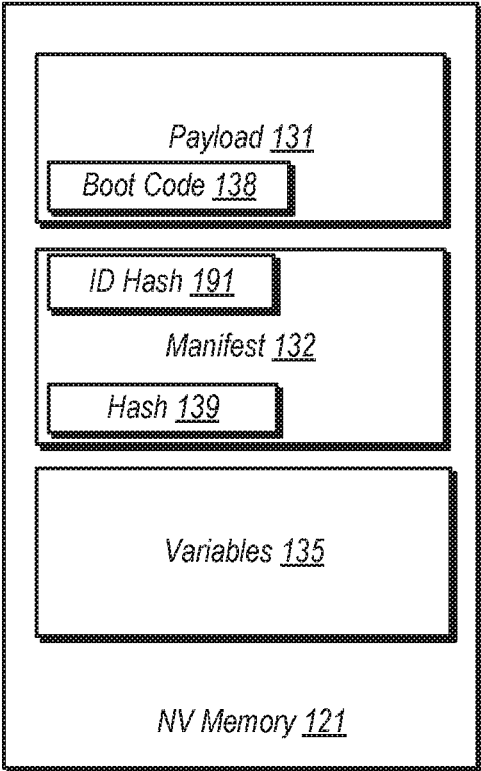 Payload 131
Boot Code 138
ID Hash 191
Manifest 132
Hash 139
Variables 135
NV Memory 121